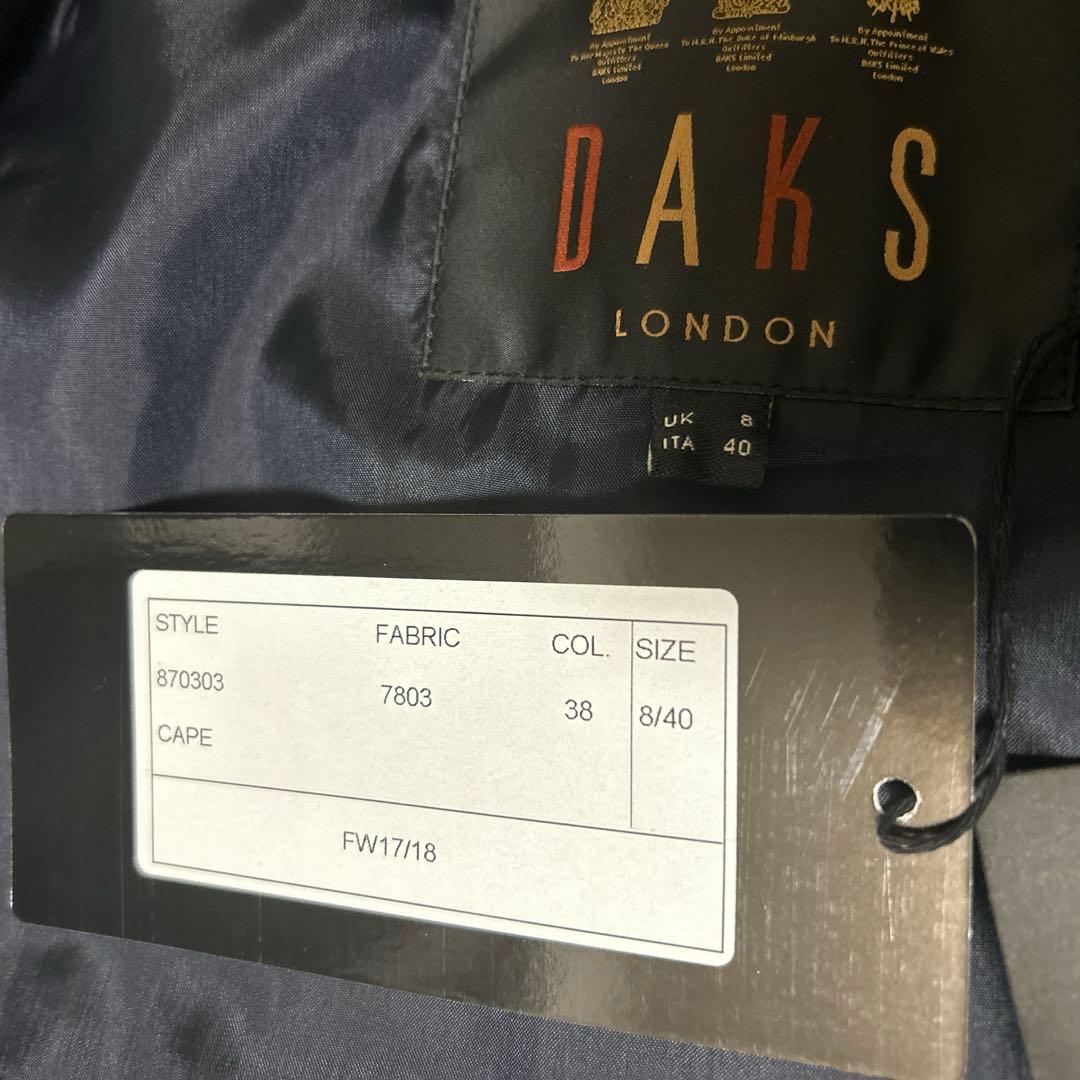 By Appointment
To Her Majesty The Queen
Outfitters
DAKS Limited
London
By Appointment
To H.R.H. The Duke of Edinburgh
Outfitters
DAKS Limited
London
By Appointment
To H.R.H. The Prince of Wales
Outfitters
DAKS Limited
London
DAKS
LONDON
UK 8
ITA 40
STYLE FABRIC COL. SIZE
870303 7803 38 8/40
CAPE
FW17/18